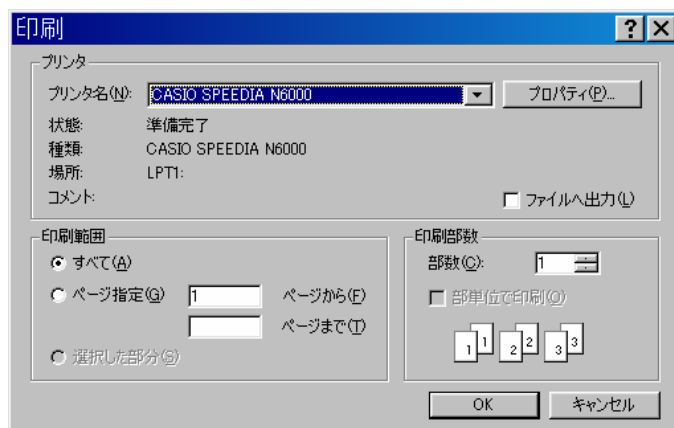 印刷
プリンタ
プリンタ名(N): CASIO SPEEDIA N6000 プロパティ(P)...
状態: 準備完了
種類: CASIO SPEEDIA N6000
場所: LPT1:
コメント: ファイルへ出力(L)
印刷範囲
すべて(A)
ページ指定(G) 1 ページから(F)
ページまで(T)
選択した部分(S)
印刷部数
部数(C): 1
部単位で印刷(O)
1 1 2 2 3 3
OK キャンセル